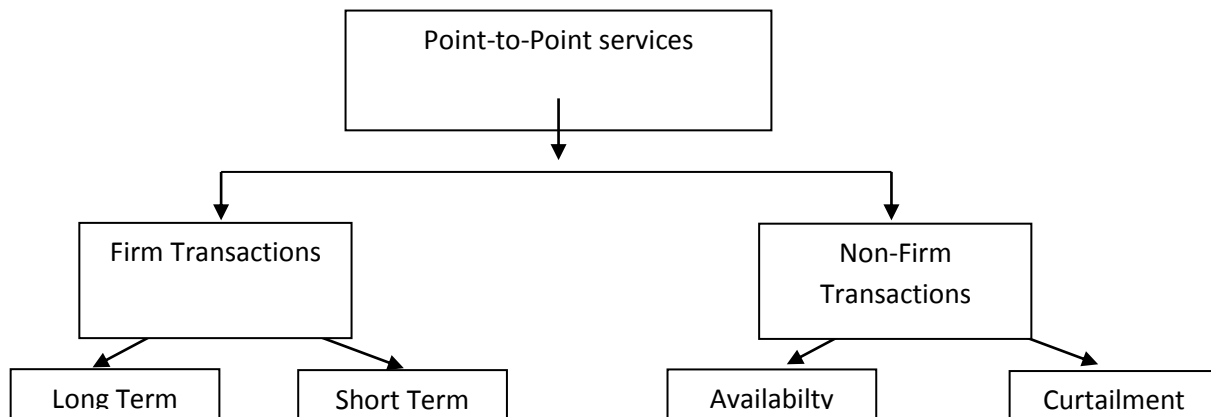 Point-to-Point services
Firm Transactions
Non-Firm
Transactions
Long Term
Short Term
Availabilty
Curtailment